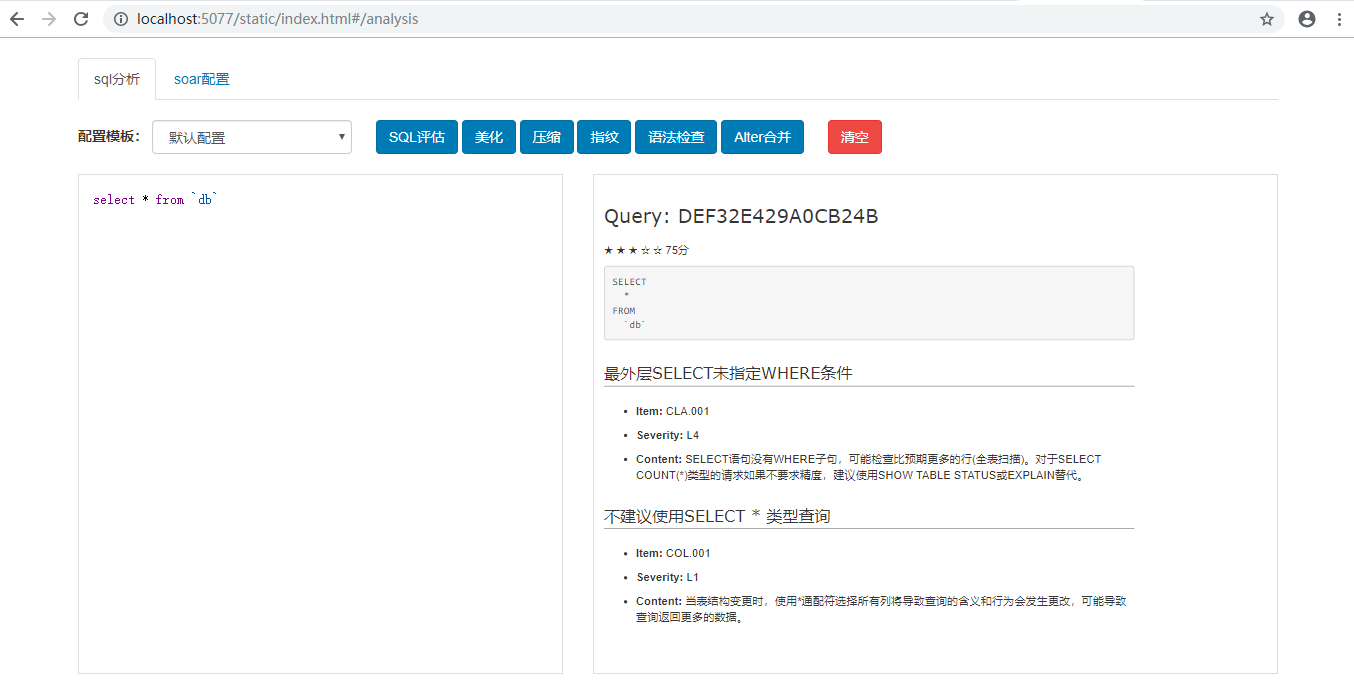 localhost:5077/static/index.html#/analysis
sql分析 soar配置
配置模板： 默认配置 SQL评估 美化 压缩 指纹 语法检查 Alter合并 清空
select * from `db`
Query: DEF32E429A0CB24B
★ ★ ★ ☆ ☆ 75分
SELECT
*
FROM
`db`
最外层SELECT未指定WHERE条件
• Item: CLA.001
• Severity: L4
• Content: SELECT语句没有WHERE子句，可能检查比预期更多的行(全表扫描)。对于SELECT
COUNT(*)类型的请求如果不要求精度，建议使用SHOW TABLE STATUS或EXPLAIN替代。
不建议使用SELECT * 类型查询
• Item: COL.001
• Severity: L1
• Content: 当表结构变更时，使用*通配符选择所有列将导致查询的含义和行为会发生更改，可能导致
查询返回更多的数据。